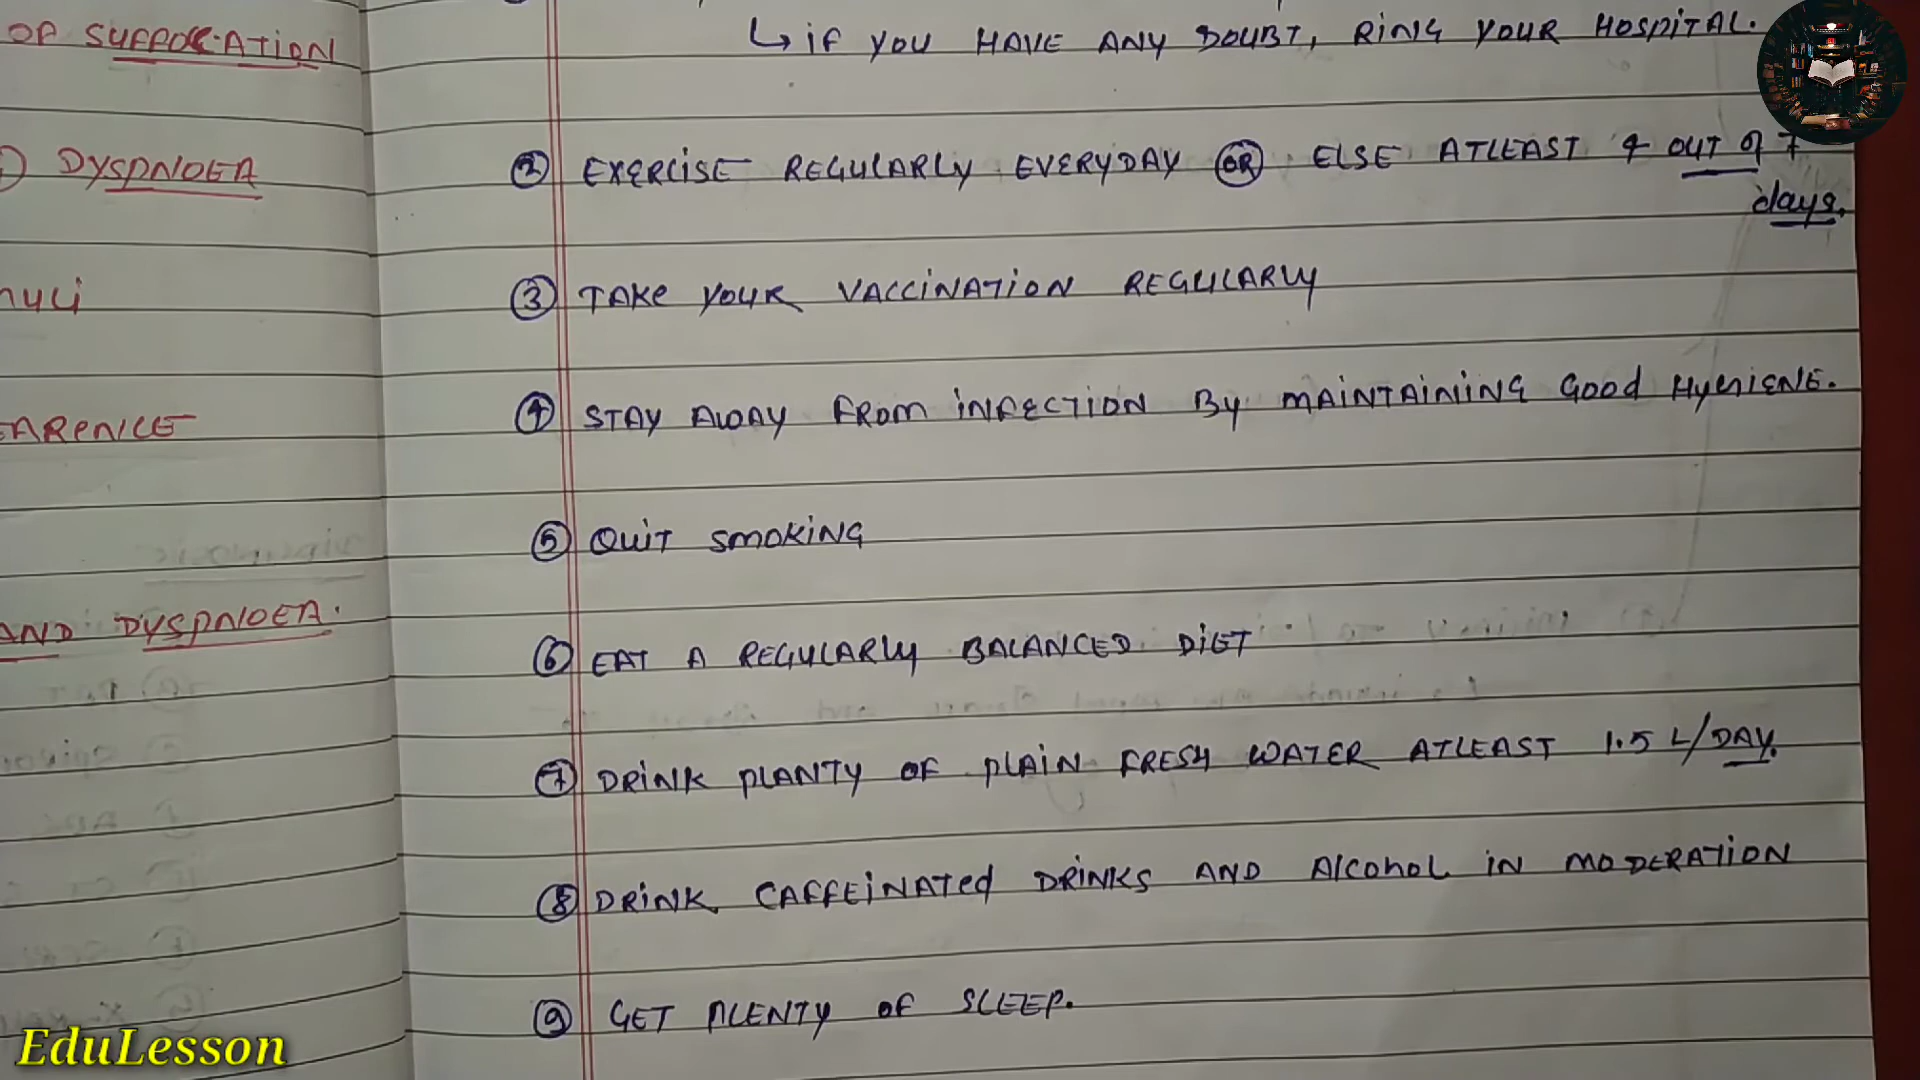 OF SUFFOCATION
DYSPNOEA
AND DYSPNOEA.
↳ if YOU HAVE ANY DOUBT, RING YOUR HOSPITAL.
② EXERCISE REGULARLY EVERYDAY OR ELSE ATLEAST 4 OUT OF 7
days.
③ TAKE YOUR VACCINATION REGULARLY
④ STAY AWAY FROM INFECTION BY MAINTAINING GOOD HYGIENE.
⑤ QUIT SMOKING
⑥ EAT A REGULARLY BALANCED DIET
⑦ DRINK PLANTY OF PLAIN FRESH WATER ATLEAST 1.5 L/DAY.
⑧ DRINK CAFFEINATED DRINKS AND ALCOHOL IN MODERATION
⑨ GET PLENTY OF SLEEP.
EduLesson